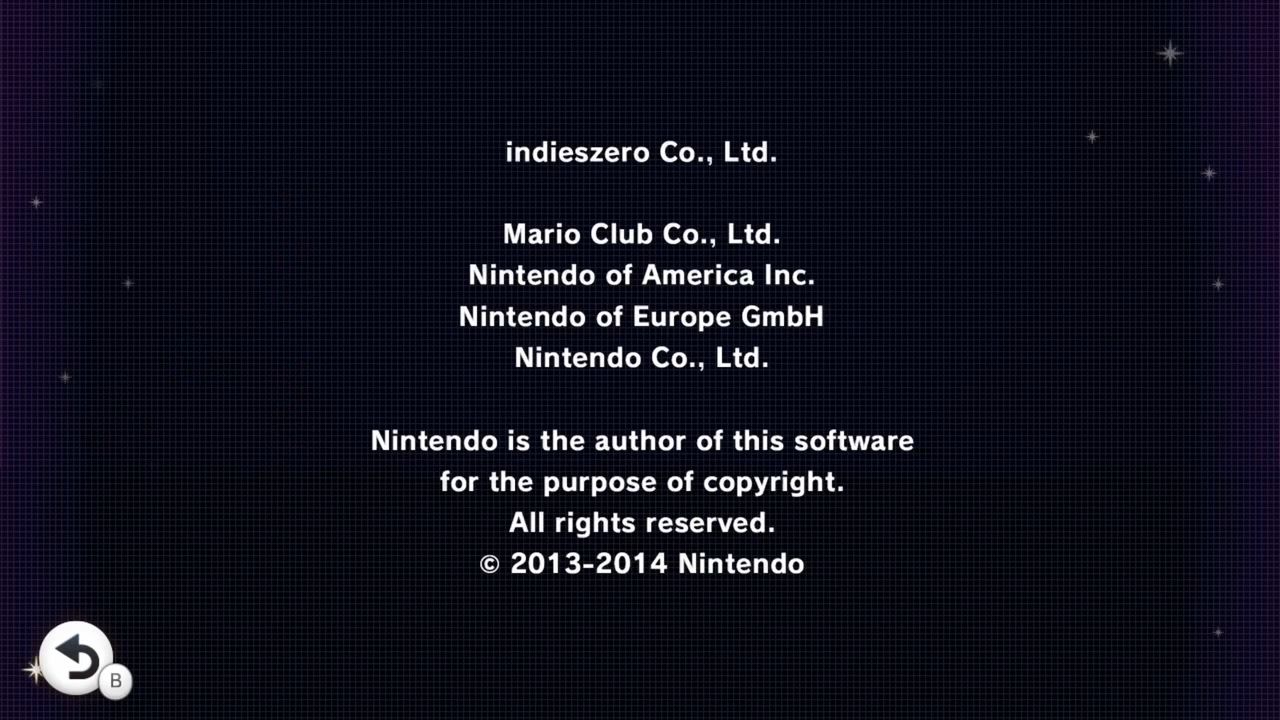 indieszero Co., Ltd.
Mario Club Co., Ltd.
Nintendo of America Inc.
Nintendo of Europe GmbH
Nintendo Co., Ltd.
Nintendo is the author of this software
for the purpose of copyright.
All rights reserved.
© 2013-2014 Nintendo
B